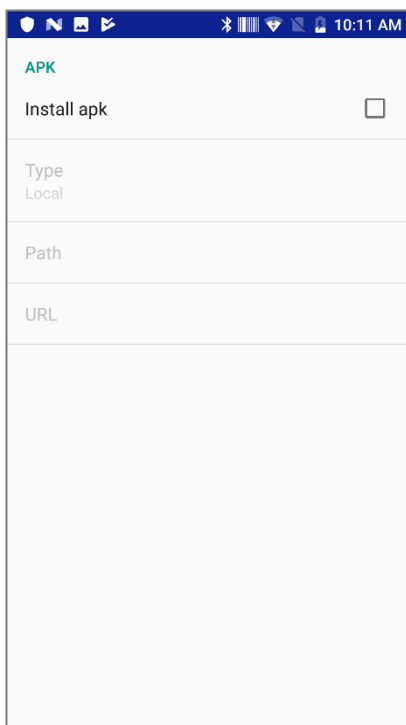 10:11 AM
APK
Install apk
Type
Local
Path
URL